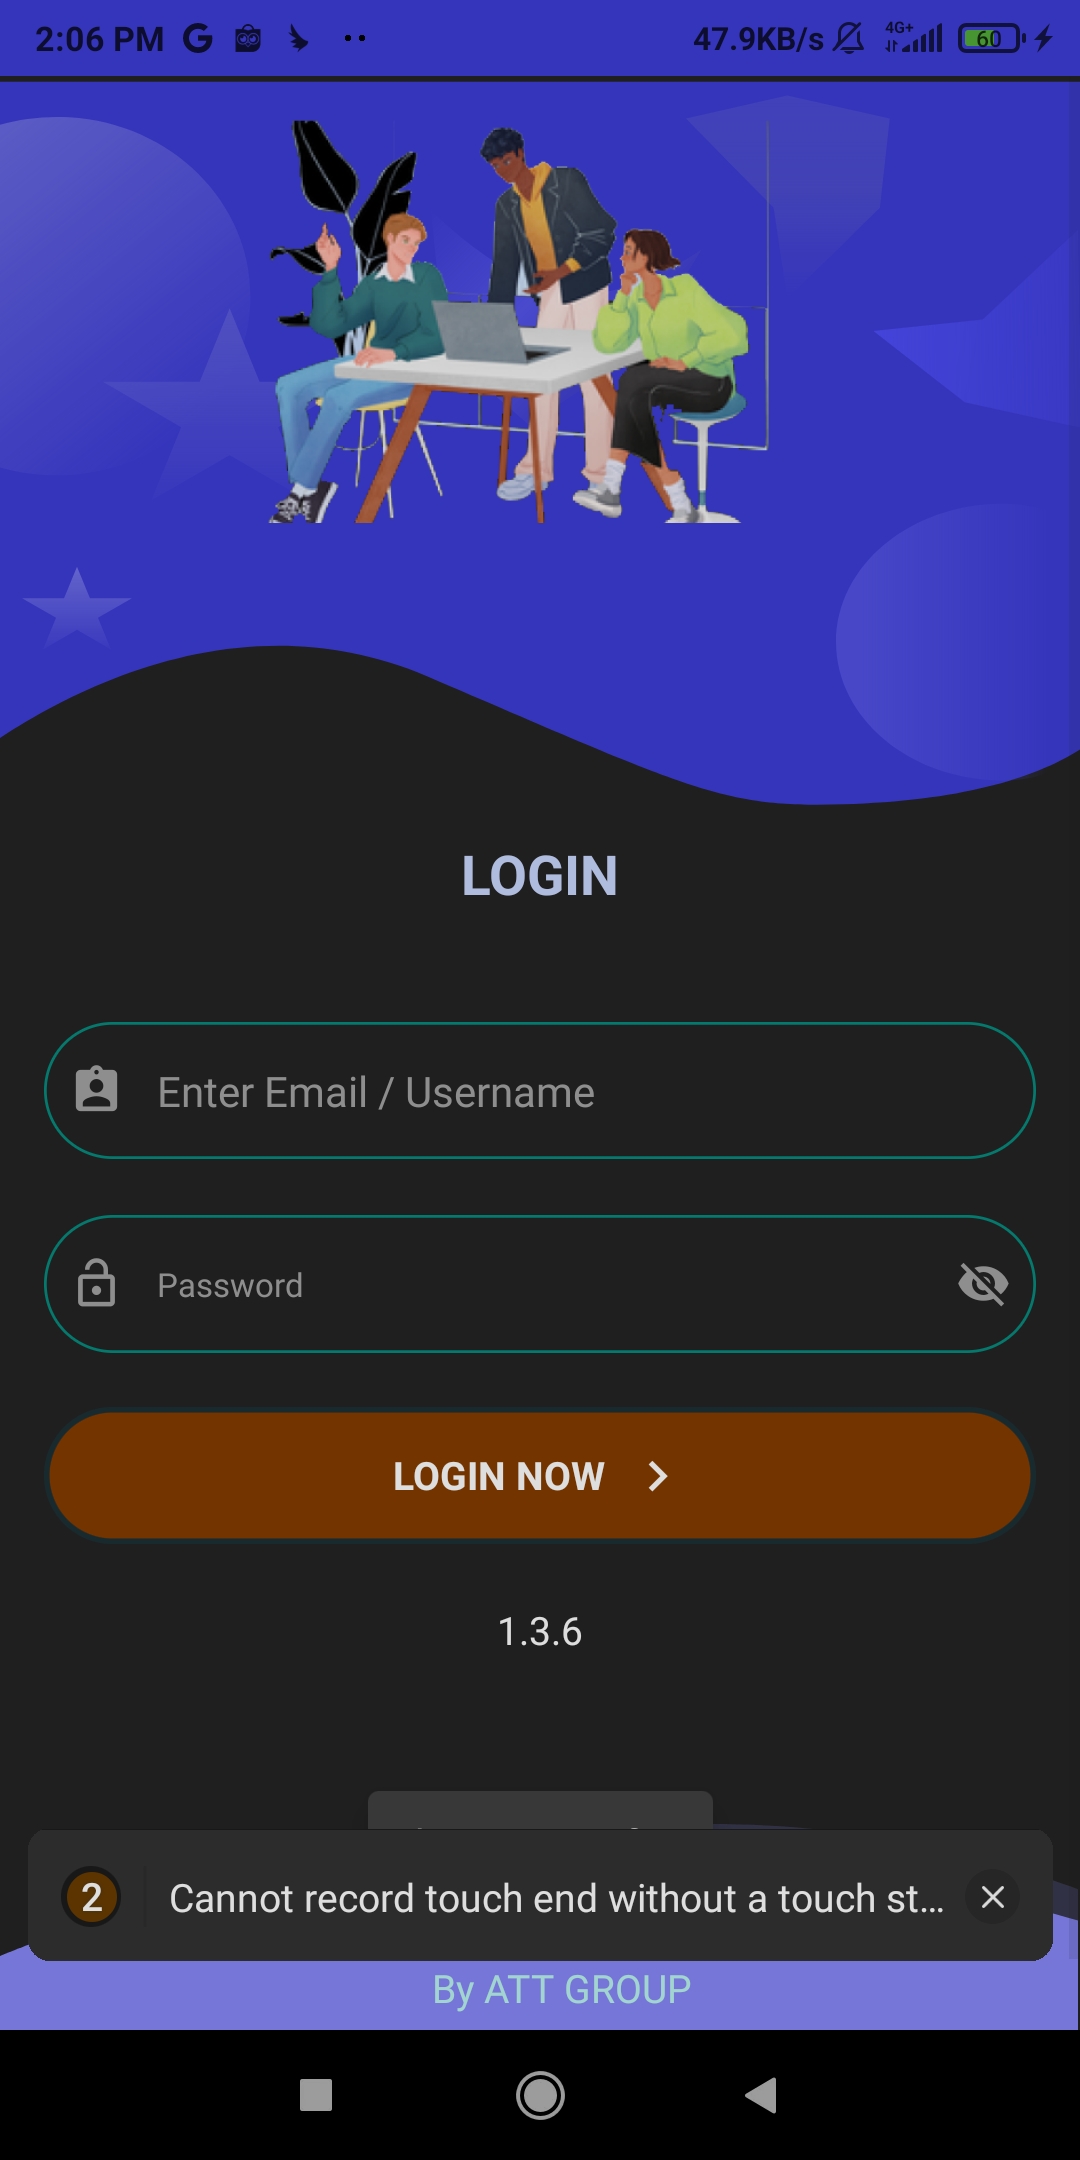 2:06 PM
47.9KB/s
4G+
60
LOGIN
Enter Email / Username
Password
LOGIN NOW
1.3.6
2
Cannot record touch end without a touch st...
By ATT GROUP